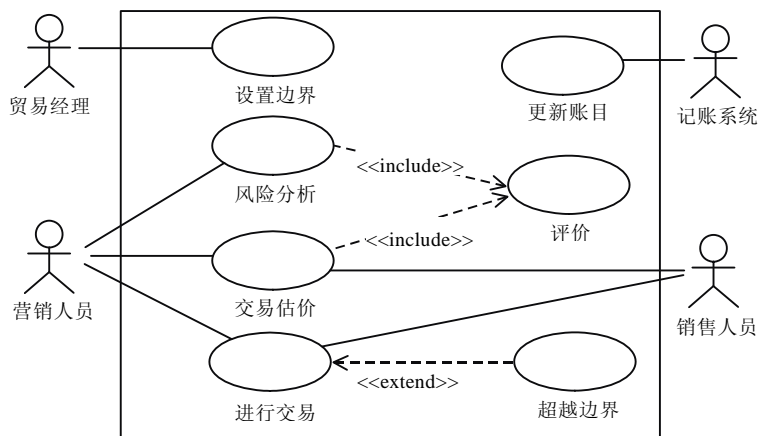 设置边界
贸易经理
更新账目
记账系统
<<include>>
风险分析
评价
<<include>>
营销人员
交易估价
销售人员
<<extend>>
进行交易
超越边界